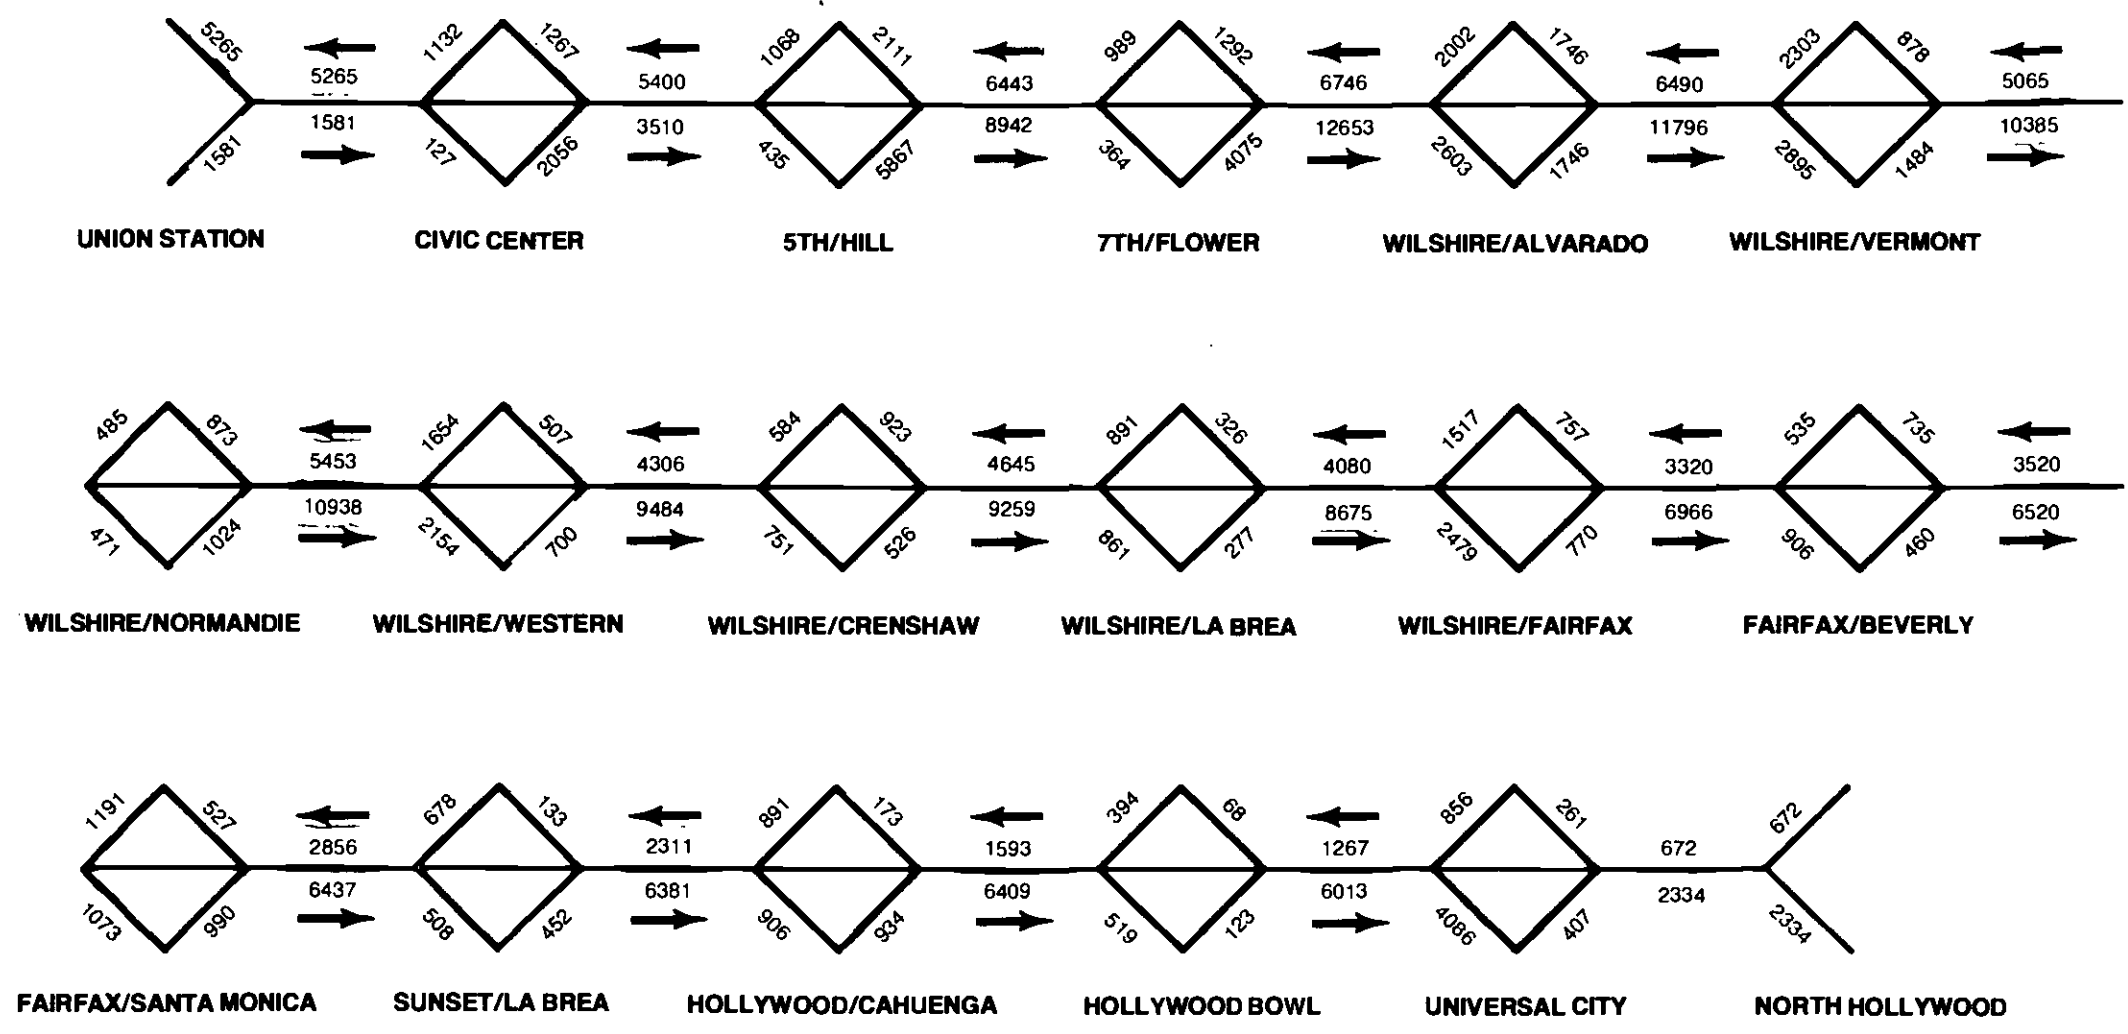 5265 5265 1132 1267 5400 1068 2111 6443 989 1292 6746 2002 1746 6490 2303 878 5065
1581 1581 127 2056 3510 435 5867 8942 364 4075 12653 2603 1746 11796 2895 1484 10385
UNION STATION CIVIC CENTER 5TH/HILL 7TH/FLOWER WILSHIRE/ALVARADO WILSHIRE/VERMONT
485 873 5453 1654 507 4306 584 923 4645 891 326 4080 1517 757 3320 535 735 3520
471 1024 10938 2154 700 9484 751 526 9259 861 277 8675 2479 770 6966 906 460 6520
WILSHIRE/NORMANDIE WILSHIRE/WESTERN WILSHIRE/CRENSHAW WILSHIRE/LA BREA WILSHIRE/FAIRFAX FAIRFAX/BEVERLY
1191 527 2856 678 133 2311 891 173 1593 394 68 1267 856 261 672 672
1073 990 6437 508 452 6381 906 934 6409 519 123 6013 4086 407 2334 2334
FAIRFAX/SANTA MONICA SUNSET/LA BREA HOLLYWOOD/CAHUENGA HOLLYWOOD BOWL UNIVERSAL CITY NORTH HOLLYWOOD